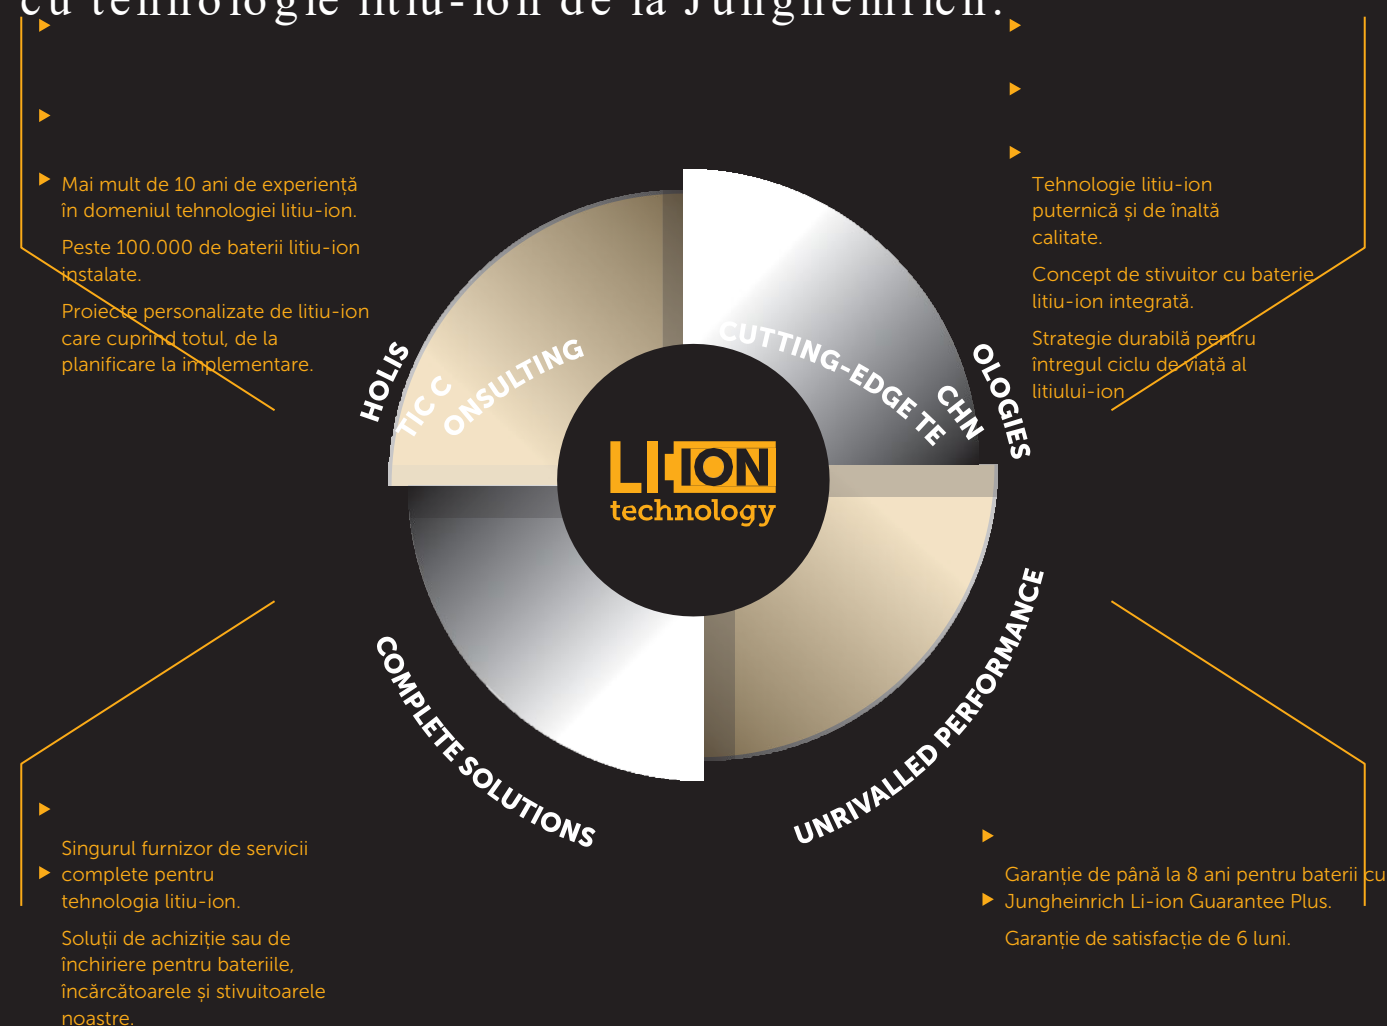 cu tehnologie litiu-ion de la Jungheinrich.
Mai mult de 10 ani de experiență
în domeniul tehnologiei litiu-ion.
Peste 100.000 de baterii litiu-ion
instalate.
Proiecte personalizate de litiu-ion
care cuprind totul, de la
planificare la implementare.
Tehnologie litiu-ion
puternică și de înaltă
calitate.
Concept de stivuitor cu baterie
litiu-ion integrată.
Strategie durabilă pentru
întregul ciclu de viață al
litiului-ion
HOLIS
TIC C
ONSULTING
CUTTING-EDGE TE
CHN
OLOGIES
LI-ION
technology
COMPLETE SOLUTIONS
UNRIVALLED PERFORMANCE
Singurul furnizor de servicii
complete pentru
tehnologia litiu-ion.
Soluții de achiziție sau de
închiriere pentru bateriile,
încărcătoarele și stivuitoarele
noastre.
Garanție de până la 8 ani pentru baterii cu
Jungheinrich Li-ion Guarantee Plus.
Garanție de satisfacție de 6 luni.